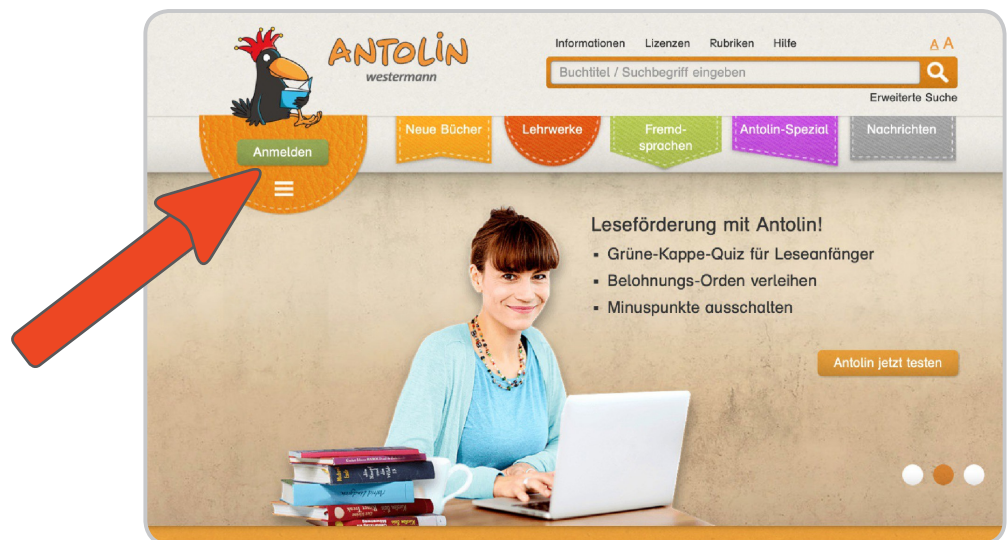 ANTOLIN
westermann
Informationen Lizenzen Rubriken Hilfe
A A
Buchtitel / Suchbegriff eingeben
Erweiterte Suche
Anmelden
Neue Bücher
Lehrwerke
Fremd-
sprachen
Antolin-Spezial
Nachrichten
Leseförderung mit Antolin!
▪ Grüne-Kappe-Quiz für Leseanfänger
▪ Belohnungs-Orden verleihen
▪ Minuspunkte ausschalten
Antolin jetzt testen